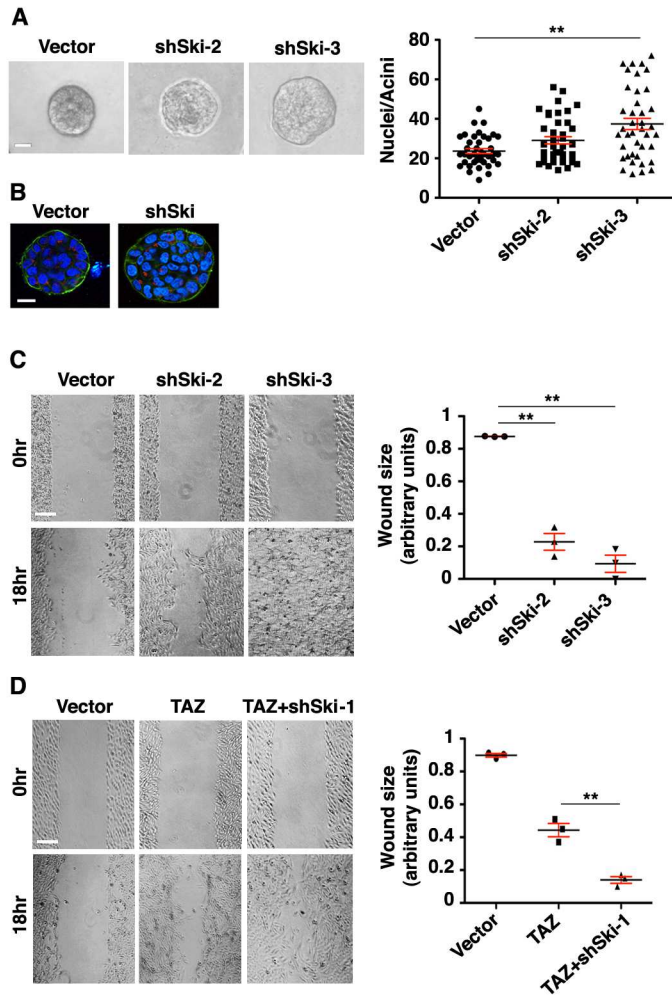 A
Vector shSki-2 shSki-3
**
Nuclei/Acini
80
60
40
20
0
Vector
shSki-2
shSki-3
B
Vector shSki
C
Vector shSki-2 shSki-3
0hr
18hr
**
**
Wound size
(arbitrary units)
1
0.8
0.6
0.4
0.2
0
Vector
shSki-2
shSki-3
D
Vector TAZ TAZ+shSki-1
0hr
18hr
**
Wound size
(arbitrary units)
1
0.8
0.6
0.4
0.2
0
Vector
TAZ
TAZ+shSki-1